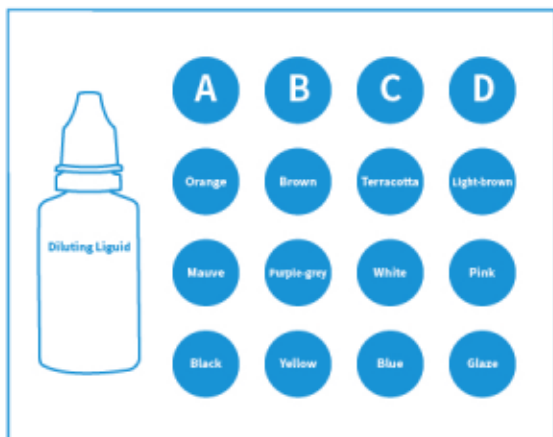 A B C D
Orange Brown Terracotta Light-brown
Diluting Liguid
Mauve Purple-grey White Pink
Black Yellow Blue Glaze